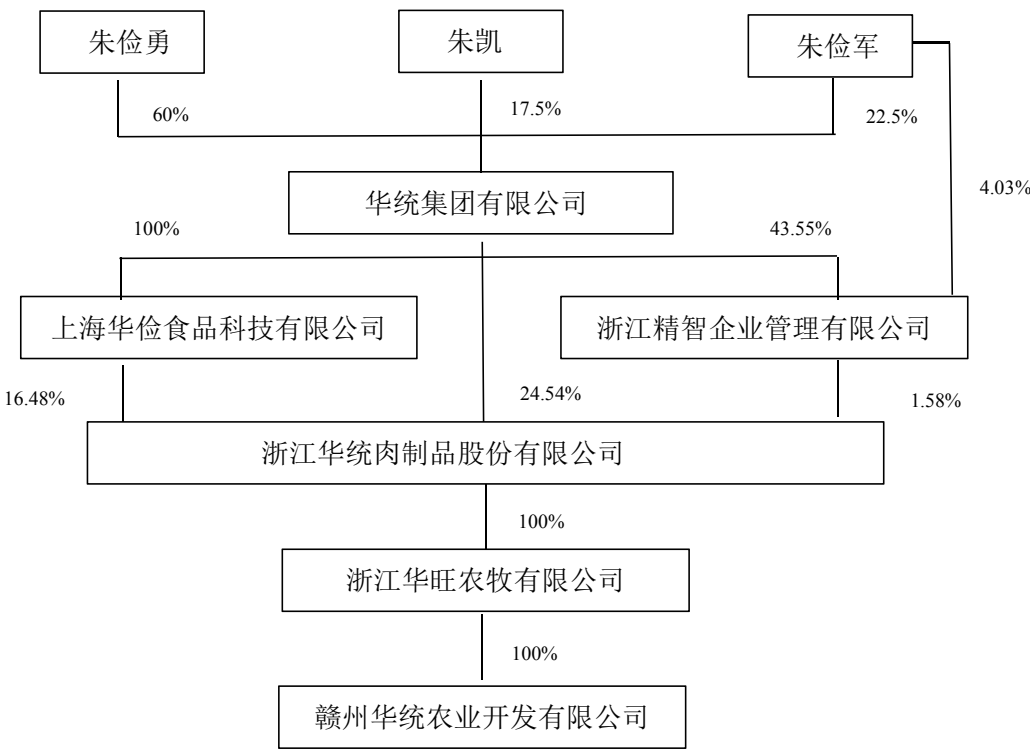 朱俭勇
朱凯
朱俭军
60%
17.5%
22.5%
4.03%
华统集团有限公司
100%
43.55%
上海华俭食品科技有限公司
浙江精智企业管理有限公司
16.48%
24.54%
1.58%
浙江华统肉制品股份有限公司
100%
浙江华旺农牧有限公司
100%
赣州华统农业开发有限公司